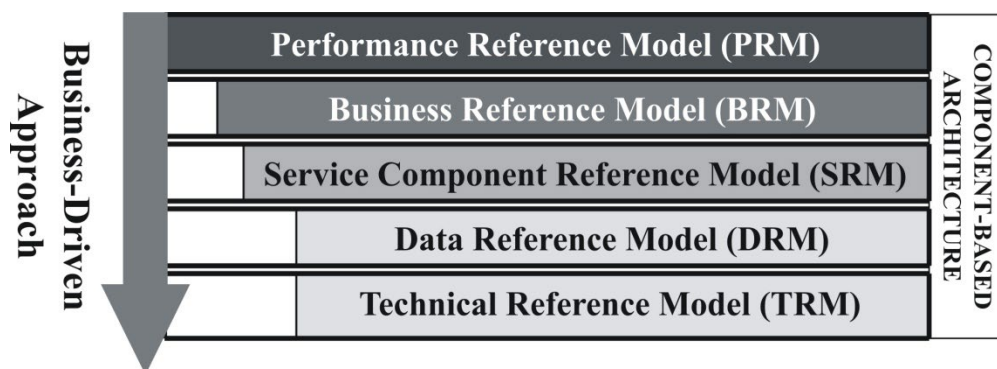 Business-Driven
Approach
Performance Reference Model (PRM)
Business Reference Model (BRM)
Service Component Reference Model (SRM)
Data Reference Model (DRM)
Technical Reference Model (TRM)
COMPONENT-BASED
ARCHITECTURE